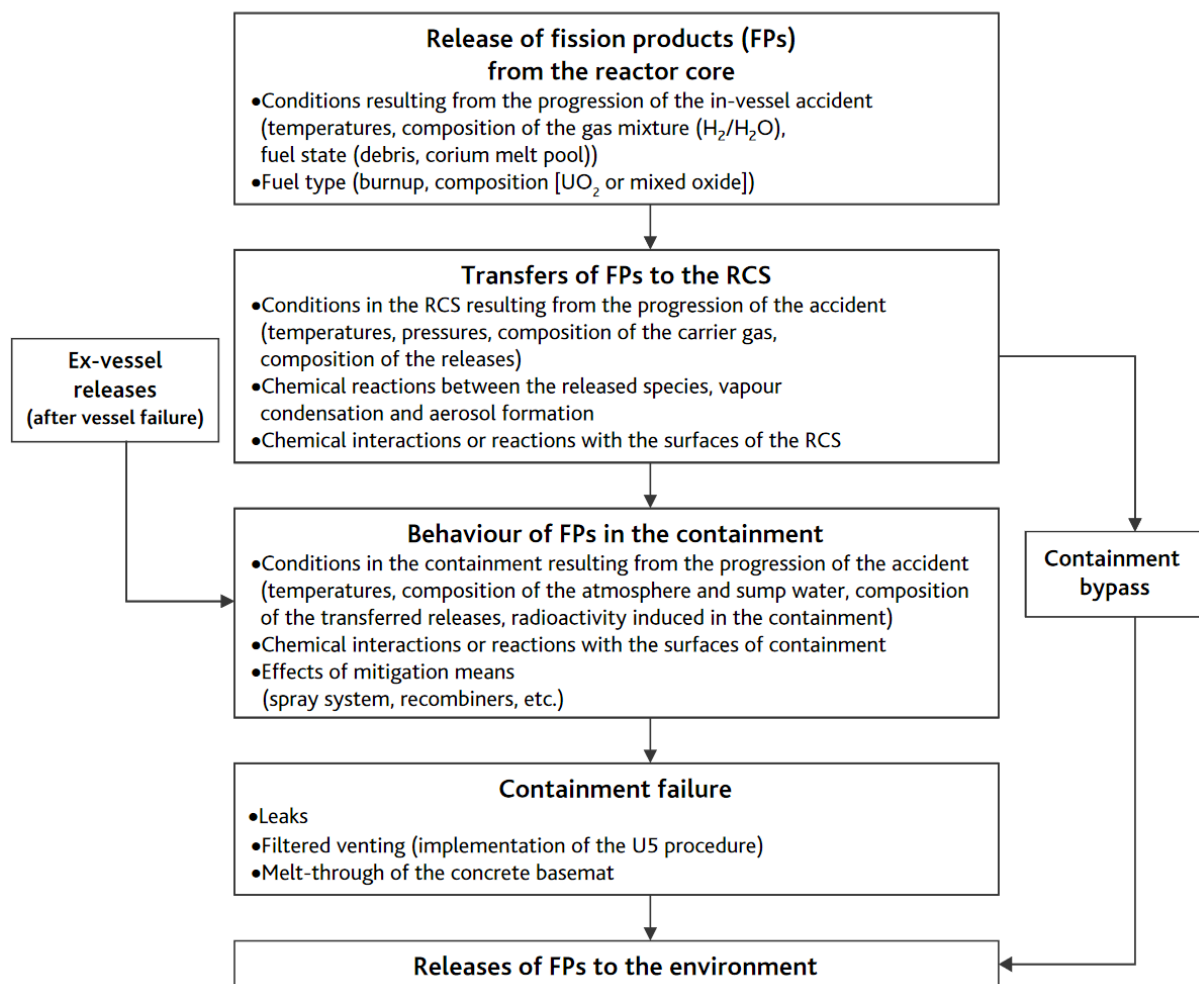 Release of fission products (FPs)
from the reactor core
•Conditions resulting from the progression of the in-vessel accident
(temperatures, composition of the gas mixture (H₂/H₂O),
fuel state (debris, corium melt pool))
•Fuel type (burnup, composition [UO₂ or mixed oxide])
Transfers of FPs to the RCS
•Conditions in the RCS resulting from the progression of the accident
(temperatures, pressures, composition of the carrier gas,
composition of the releases)
•Chemical reactions between the released species, vapour
condensation and aerosol formation
•Chemical interactions or reactions with the surfaces of the RCS
Ex-vessel
releases
(after vessel failure)
Behaviour of FPs in the containment
•Conditions in the containment resulting from the progression of the accident
(temperatures, composition of the atmosphere and sump water, composition
of the transferred releases, radioactivity induced in the containment)
•Chemical interactions or reactions with the surfaces of containment
•Effects of mitigation means
(spray system, recombiners, etc.)
Containment
bypass
Containment failure
•Leaks
•Filtered venting (implementation of the U5 procedure)
•Melt-through of the concrete basemat
Releases of FPs to the environment